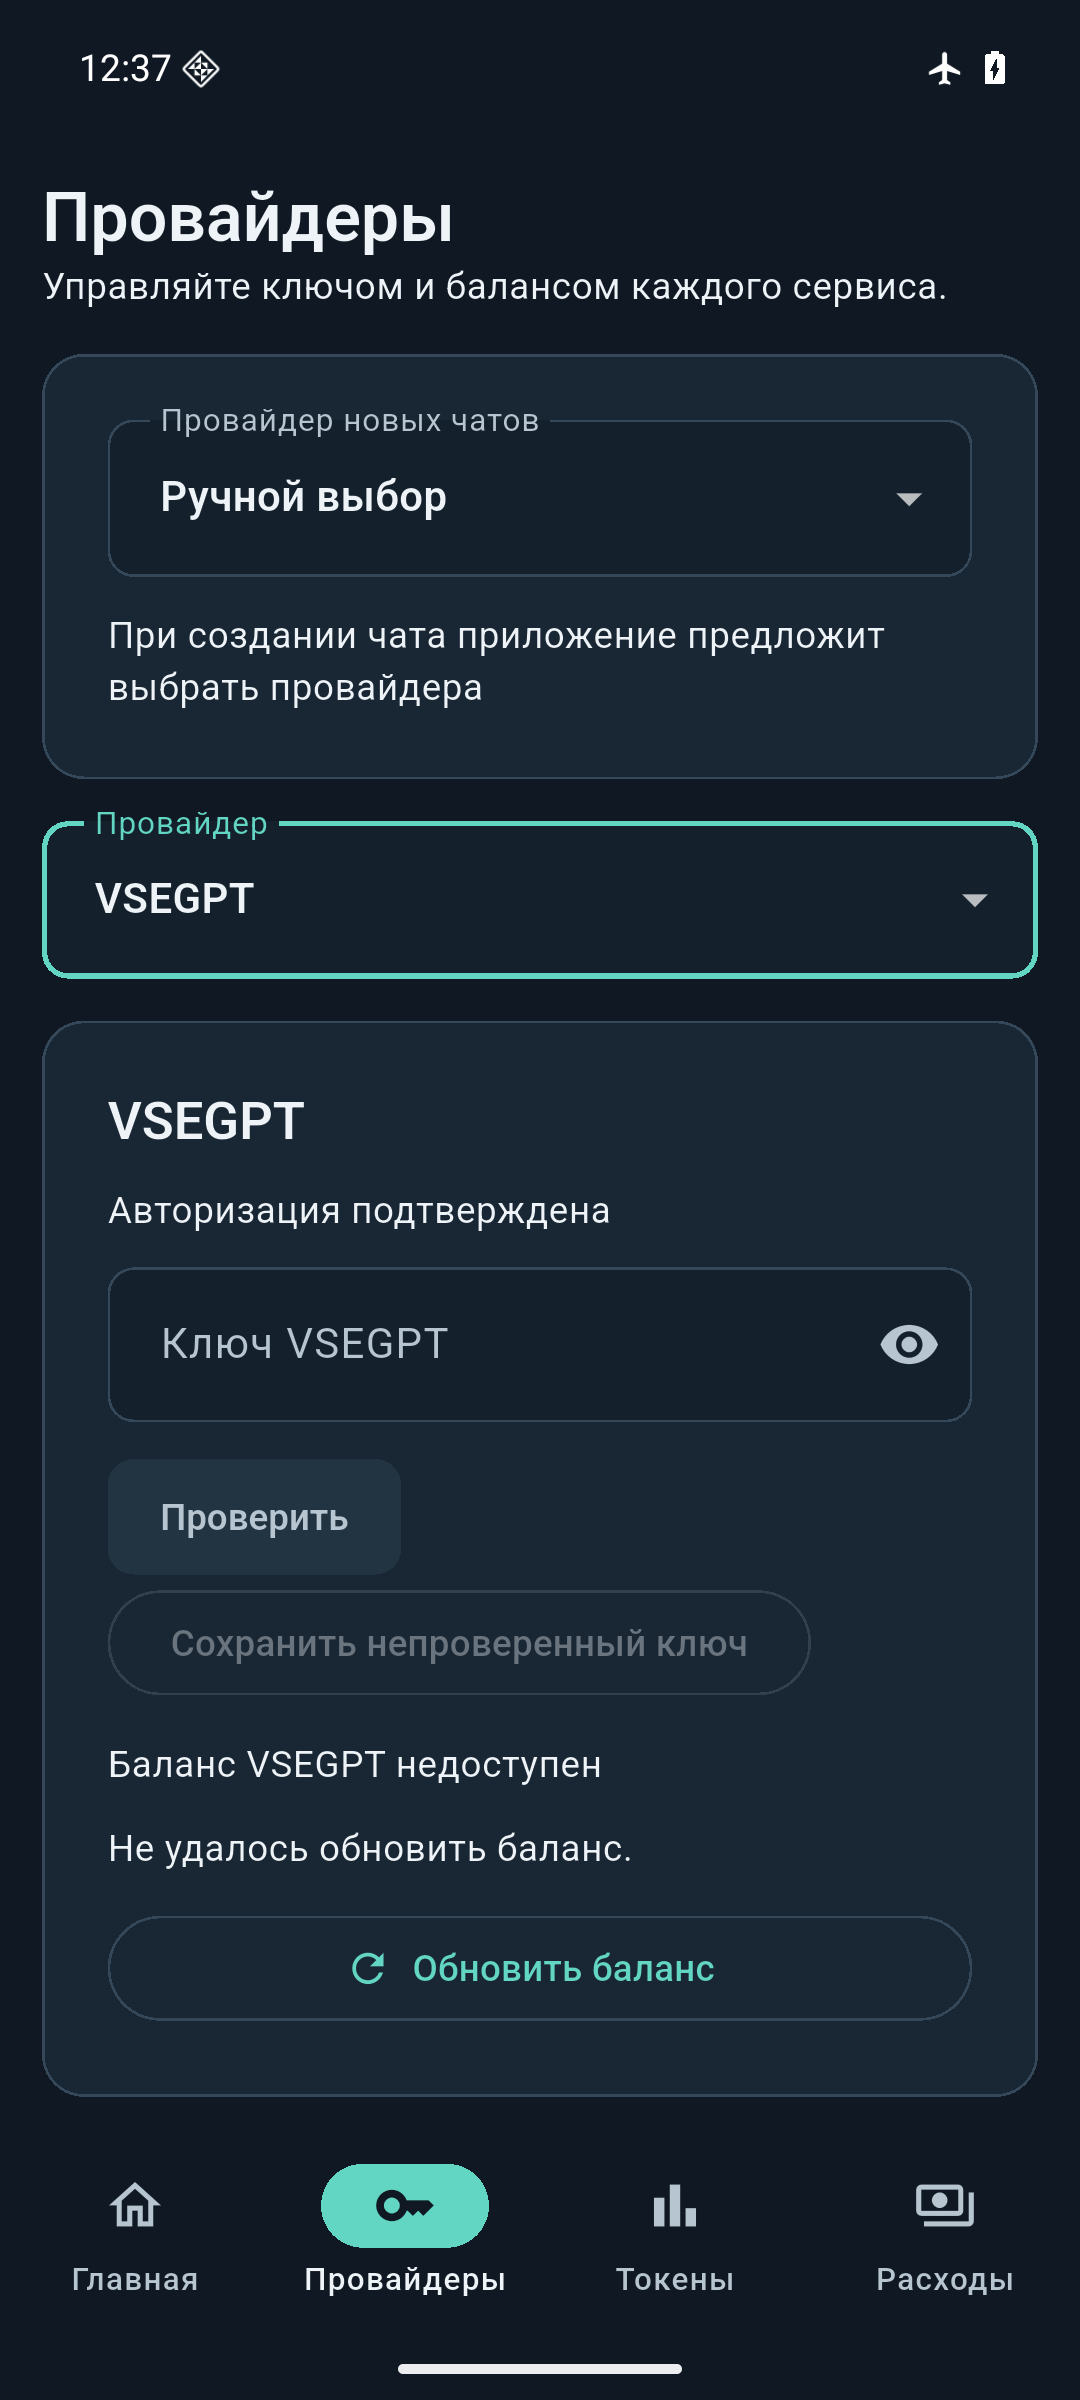 12:37
Провайдеры
Управляйте ключом и балансом каждого сервиса.
Провайдер новых чатов
Ручной выбор
При создании чата приложение предложит
выбрать провайдера
Провайдер
VSEGPT
VSEGPT
Авторизация подтверждена
Ключ VSEGPT
Проверить
Сохранить непроверенный ключ
Баланс VSEGPT недоступен
Не удалось обновить баланс.
Обновить баланс
Главная
Провайдеры
Токены
Расходы